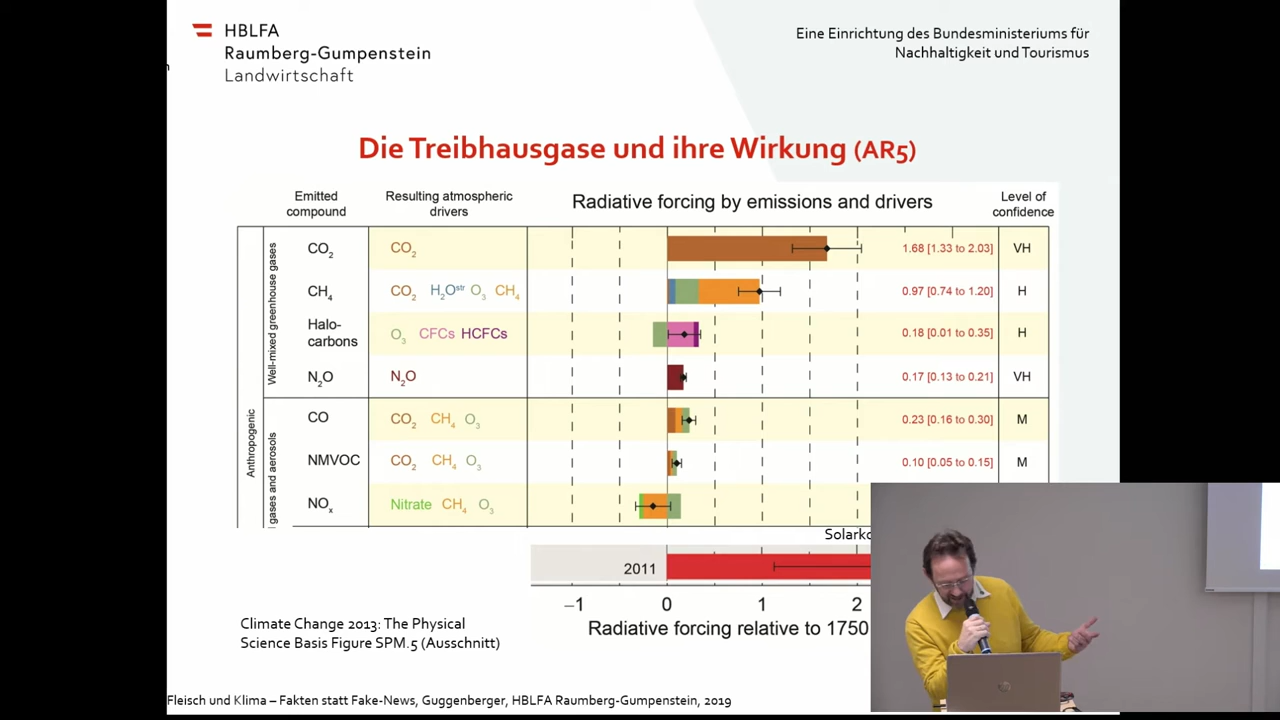 HBLFA
Raumberg-Gumpenstein
Landwirtschaft
Eine Einrichtung des Bundesministeriums für
Nachhaltigkeit und Tourismus
Die Treibhausgase und ihre Wirkung (AR5)
Emitted compound
Resulting atmospheric drivers
Radiative forcing by emissions and drivers
Level of confidence
Anthropogenic
Well-mixed greenhouse gases
gases and aerosols
CO₂ CO₂ 1.68 [1.33 to 2.03] VH
CH₄ CO₂ H₂Oˢᵗʳ O₃ CH₄ 0.97 [0.74 to 1.20] H
Halo-carbons O₃ CFCs HCFCs 0.18 [0.01 to 0.35] H
N₂O N₂O 0.17 [0.13 to 0.21] VH
CO CO₂ CH₄ O₃ 0.23 [0.16 to 0.30] M
NMVOC CO₂ CH₄ O₃ 0.10 [0.05 to 0.15] M
NOₓ Nitrate CH₄ O₃
2011
−1 0 1 2
Radiative forcing relative to 1750
Climate Change 2013: The Physical
Science Basis Figure SPM.5 (Ausschnitt)
Fleisch und Klima – Fakten statt Fake-News, Guggenberger, HBLFA Raumberg-Gumpenstein, 2019